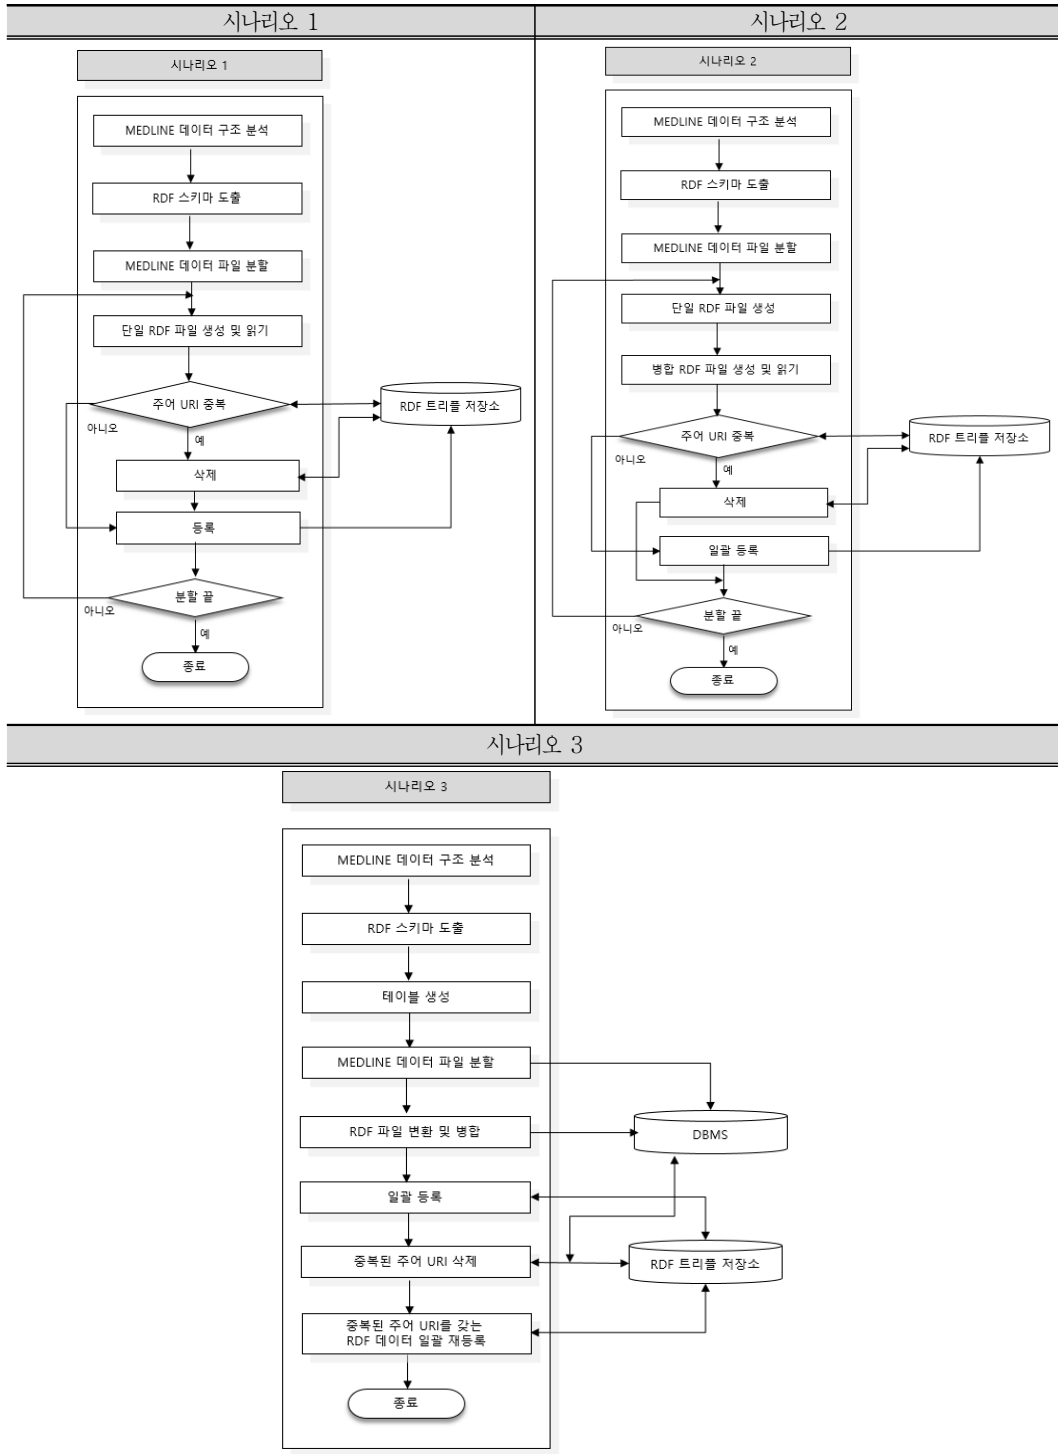 시나리오 1
시나리오 1
MEDLINE 데이터 구조 분석
RDF 스키마 도출
MEDLINE 데이터 파일 분할
단일 RDF 파일 생성 및 읽기
주어 URI 중복
RDF 트리플 저장소
아니오
예
삭제
등록
분할 끝
아니오
예
종료
시나리오 2
시나리오 2
MEDLINE 데이터 구조 분석
RDF 스키마 도출
MEDLINE 데이터 파일 분할
단일 RDF 파일 생성
병합 RDF 파일 생성 및 읽기
주어 URI 중복
RDF 트리플 저장소
아니오
예
삭제
일괄 등록
분할 끝
아니오
예
종료
시나리오 3
시나리오 3
MEDLINE 데이터 구조 분석
RDF 스키마 도출
테이블 생성
MEDLINE 데이터 파일 분할
RDF 파일 변환 및 병합
DBMS
일괄 등록
중복된 주어 URI 삭제
RDF 트리플 저장소
중복된 주어 URI를 갖는
RDF 데이터 일괄 재등록
종료